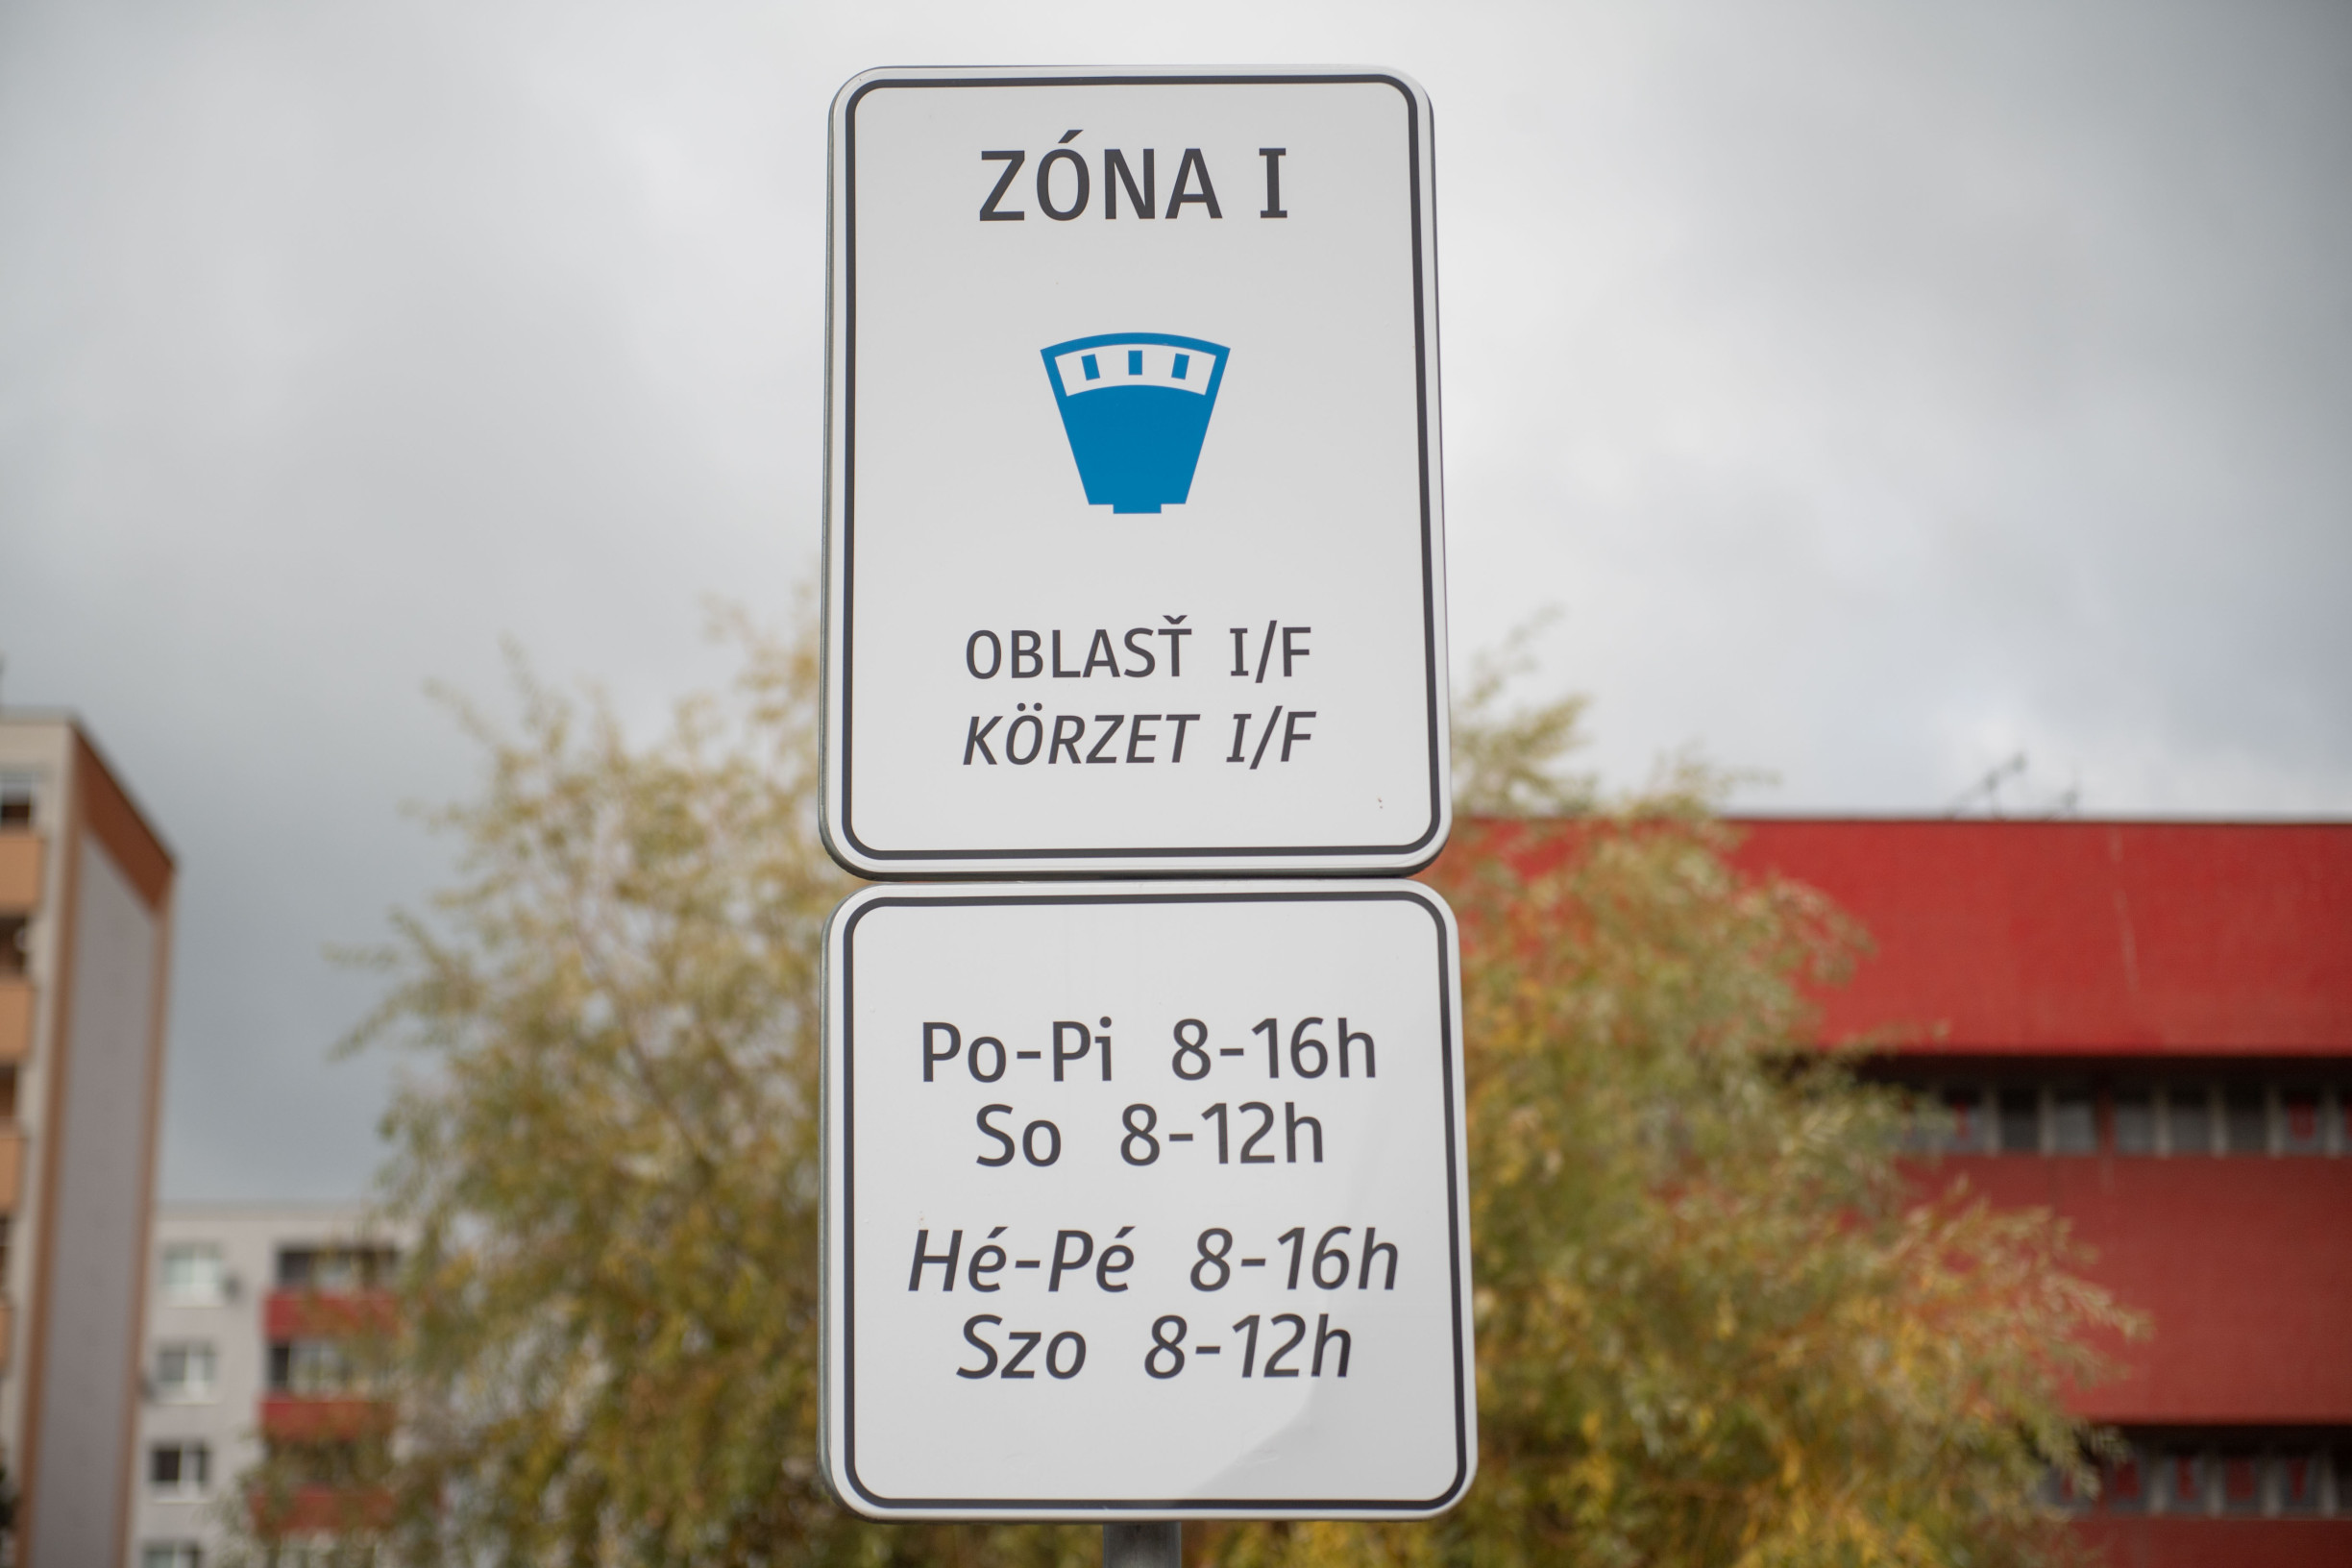 ZÓNA I
OBLASŤ I/F
KÖRZET I/F
Po-Pi 8-16h
So 8-12h
Hé-Pé 8-16h
Szo 8-12h